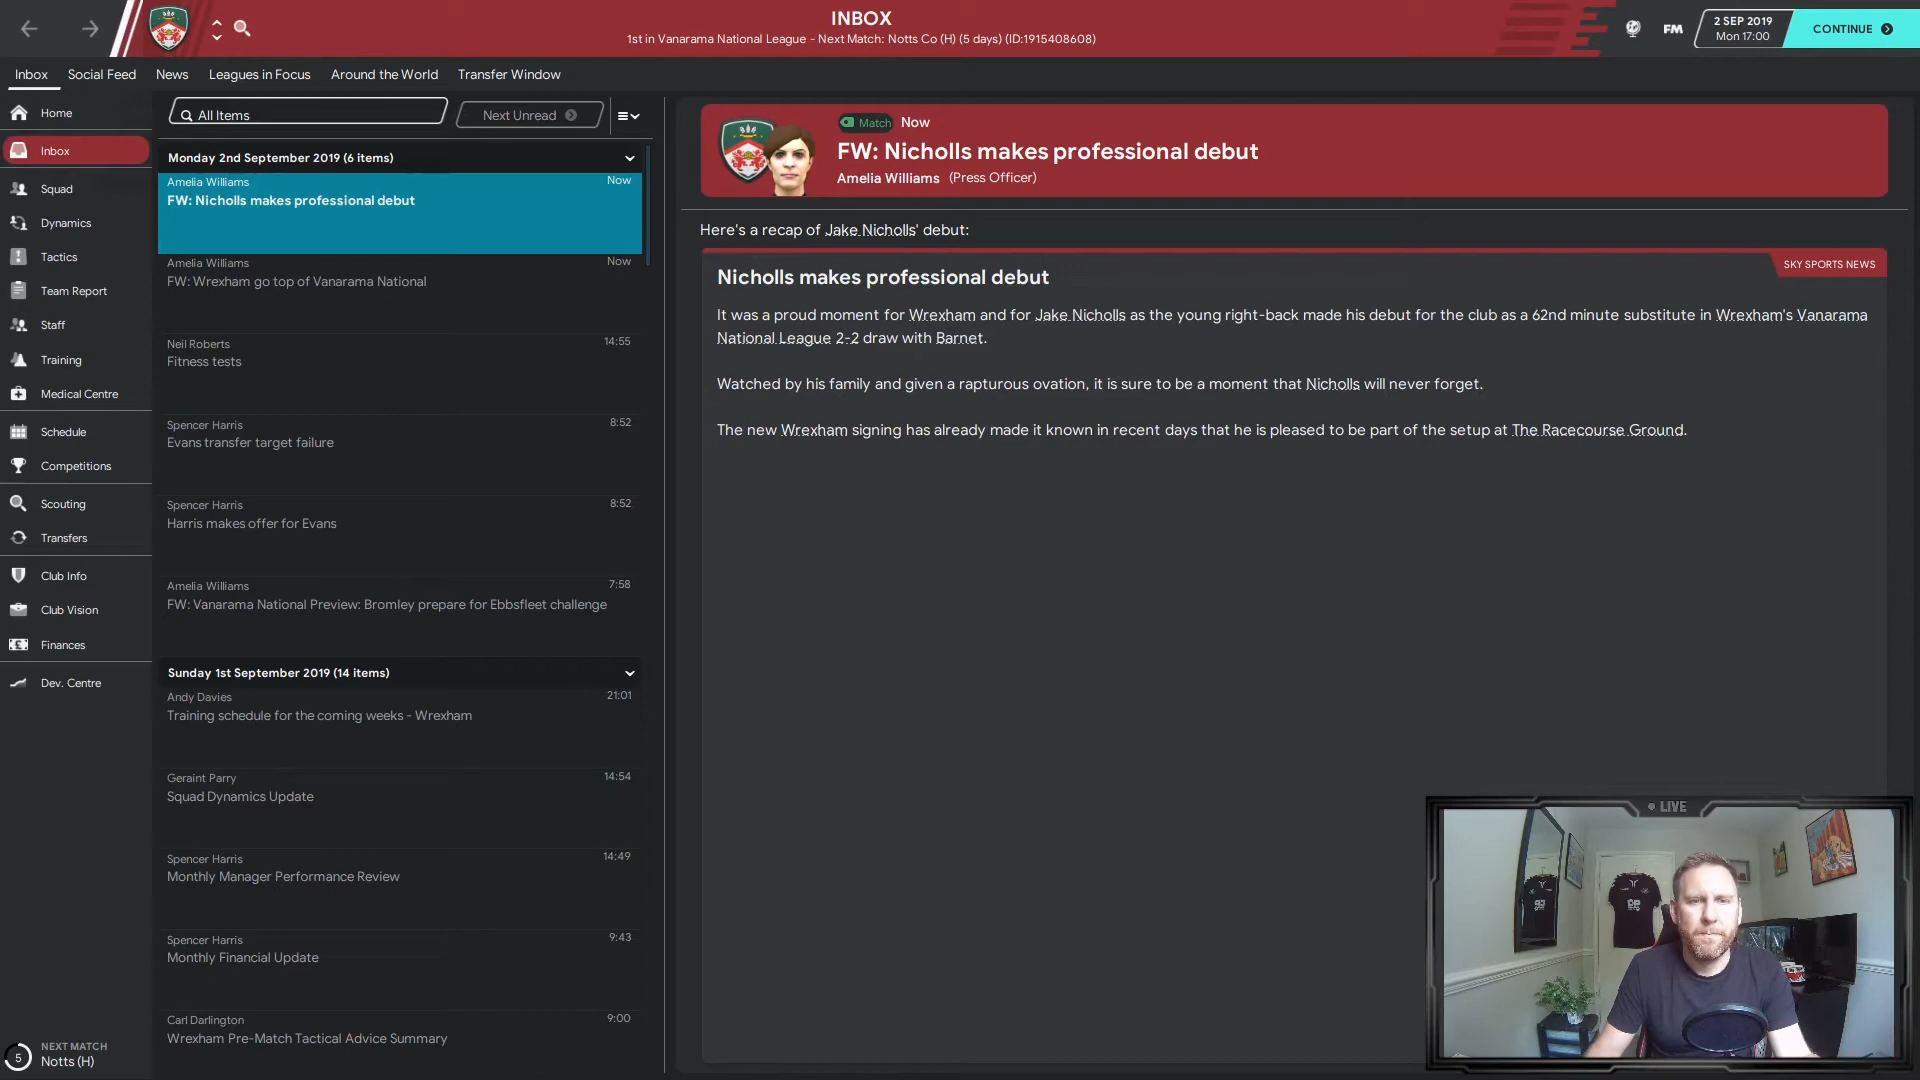 INBOX
1st in Vanarama National League - Next Match: Notts Co (H) (5 days) (ID:1915408608)
FM
2 SEP 2019
Mon 17:00
CONTINUE
Inbox
Social Feed
News
Leagues in Focus
Around the World
Transfer Window
Home
Inbox
Squad
Dynamics
Tactics
Team Report
Staff
Training
Medical Centre
Schedule
Competitions
Scouting
Transfers
Club Info
Club Vision
Finances
Dev. Centre
5
NEXT MATCH
Notts (H)
All Items
Next Unread
Monday 2nd September 2019 (6 items)
Amelia Williams
Now
FW: Nicholls makes professional debut
Amelia Williams
Now
FW: Wrexham go top of Vanarama National
Neil Roberts
14:55
Fitness tests
Spencer Harris
8:52
Evans transfer target failure
Spencer Harris
8:52
Harris makes offer for Evans
Amelia Williams
7:58
FW: Vanarama National Preview: Bromley prepare for Ebbsfleet challenge
Sunday 1st September 2019 (14 items)
Andy Davies
21:01
Training schedule for the coming weeks - Wrexham
Geraint Parry
14:54
Squad Dynamics Update
Spencer Harris
14:49
Monthly Manager Performance Review
Spencer Harris
9:43
Monthly Financial Update
Carl Darlington
9:00
Wrexham Pre-Match Tactical Advice Summary
Match
Now
FW: Nicholls makes professional debut
Amelia Williams (Press Officer)
Here's a recap of Jake Nicholls' debut:
SKY SPORTS NEWS
Nicholls makes professional debut
It was a proud moment for Wrexham and for Jake Nicholls as the young right-back made his debut for the club as a 62nd minute substitute in Wrexham's Vanarama
National League 2-2 draw with Barnet.
Watched by his family and given a rapturous ovation, it is sure to be a moment that Nicholls will never forget.
The new Wrexham signing has already made it known in recent days that he is pleased to be part of the setup at The Racecourse Ground.
LIVE